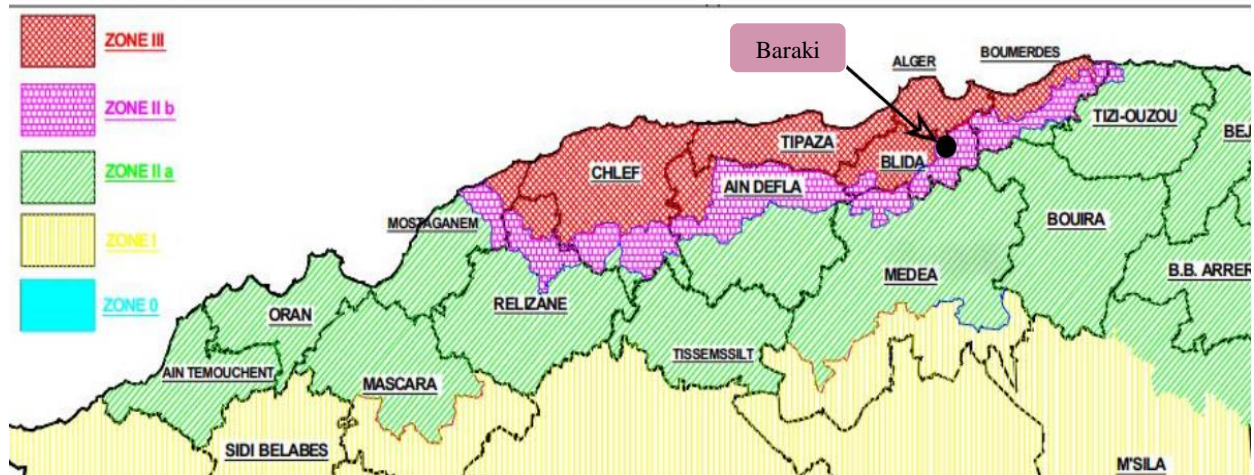 ZONE III
ZONE II b
ZONE II a
ZONE I
ZONE 0
Baraki
ALGER
BOUMERDES
TIZI-OUZOU
TIPAZA
BLIDA
CHLEF
AIN DEFLA
MOSTAGANEM
BOUIRA
MEDEA
B.B. ARRER
RELIZANE
ORAN
TISSEMSSILT
AIN TEMOUCHENT
MASCARA
SIDI BELABES
M'SILA